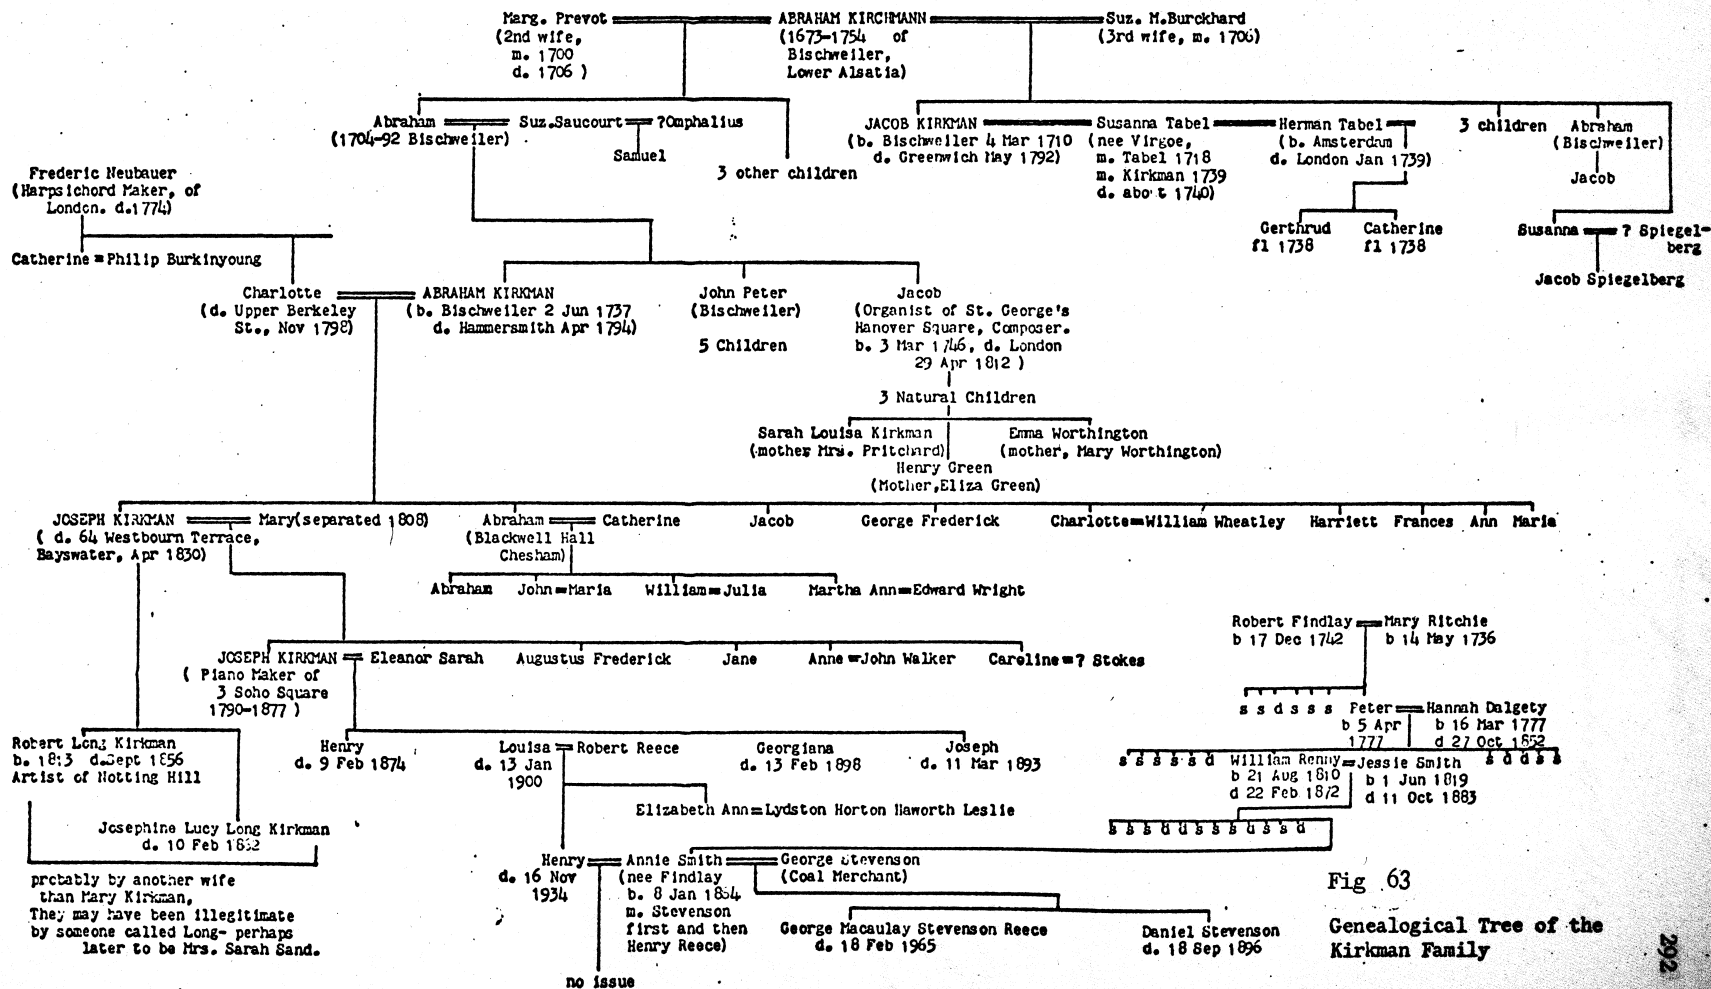 Marg. Prevot
(2nd wife,
m. 1700
d. 1706 )
ABRAHAM KIRCHMANN
(1673-1754 of
Bischweiler,
Lower Alsatia)
Suz. M.Burckhard
(3rd wife, m. 1706)
Abraham
(1704-92 Bischweiler)
Suz.Saucourt
?Omphalius
Samuel
3 other children
JACOB KIRKMAN
(b. Bischweiler 4 Mar 1710
d. Greenwich May 1792)
Susanna Tabel
(nee Virgoe,
m. Tabel 1718
m. Kirkman 1739
d. about 1740)
Herman Tabel
(b. Amsterdam
d. London Jan 1739)
3 children
Abraham
(Bischweiler)
Jacob
Gerthrud
fl 1738
Catherine
fl 1738
Susanna
? Spiegel-
berg
Jacob Spiegelberg
Frederic Neubauer
(Harpsichord Maker, of
London. d.1774)
Catherine = Philip Burkinyoung
Charlotte
(d. Upper Berkeley
St., Nov 1798)
ABRAHAM KIRKMAN
(b. Bischweiler 2 Jun 1737
d. Hammersmith Apr 1794)
John Peter
(Bischweiler)
5 Children
Jacob
(Organist of St. George's
Hanover Square, Composer.
b. 3 Mar 1746, d. London
29 Apr 1812 )
3 Natural Children
Sarah Louisa Kirkman
(mother Mrs. Pritchard)
Emma Worthington
(mother, Mary Worthington)
Henry Green
(Mother,Eliza Green)
JOSEPH KIRKMAN
( d. 64 Westbourn Terrace,
Bayswater, Apr 1830)
Mary(separated 1808)
Abraham
(Blackwell Hall
Chesham)
Catherine
Jacob
George Frederick
Charlotte=William Wheatley
Harriett
Frances
Ann
Maria
Abraham
John=Maria
William=Julia
Martha Ann=Edward Wright
JOSEPH KIRKMAN
( Piano Maker of
3 Soho Square
1790-1877 )
Eleanor Sarah
Augustus Frederick
Jane
Anne=John Walker
Caroline=? Stokes
Robert Findlay
b 17 Dec 1742
Mary Ritchie
b 14 May 1736
s s d s s s
Peter
b 5 Apr
1777
Hannah Dalgety
b 16 Mar 1777
d 27 Oct 1852
s s s s s d
William Renny
b 21 Aug 1810
d 22 Feb 1872
=Jessie Smith
b 1 Jun 1819
d 11 Oct 1883
s d d s s
s s s d d s s s d s s d
Robert Long Kirkman
b. 1813 d.Sept 1856
Artist of Notting Hill
Josephine Lucy Long Kirkman
d. 10 Feb
Henry
d. 9 Feb 1874
Louisa
d. 13 Jan
1900
Robert Reece
Georgiana
d. 13 Feb 1898
Joseph
d. 11 Mar 1893
Elizabeth Ann=Lydston Horton Haworth Leslie
Henry
d. 16 Nov
1934
Annie Smith
(nee Findlay
b. 8 Jan
m. Stevenson
first and then
Henry Reece)
George Stevenson
(Coal Merchant)
George Macaulay Stevenson Reece
d. 18 Feb 1965
Daniel Stevenson
d. 18 Sep 1896
no issue
probably by another wife
than Mary Kirkman,
They may have been illegitimate
by someone called Long- perhaps
later to be Mrs. Sarah Sand.
Fig 63
Genealogical Tree of the
Kirkman Family
292